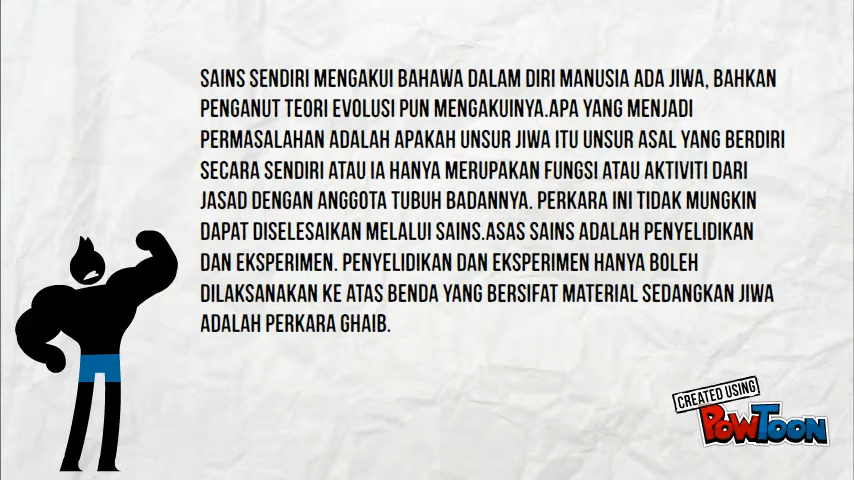 SAINS SENDIRI MENGAKUI BAHAWA DALAM DIRI MANUSIA ADA JIWA, BAHKAN
PENGANUT TEORI EVOLUSI PUN MENGAKUINYA.APA YANG MENJADI
PERMASALAHAN ADALAH APAKAH UNSUR JIWA ITU UNSUR ASAL YANG BERDIRI
SECARA SENDIRI ATAU IA HANYA MERUPAKAN FUNGSI ATAU AKTIVITI DARI
JASAD DENGAN ANGGOTA TUBUH BADANNYA. PERKARA INI TIDAK MUNGKIN
DAPAT DISELESAIKAN MELALUI SAINS.ASAS SAINS ADALAH PENYELIDIKAN
DAN EKSPERIMEN. PENYELIDIKAN DAN EKSPERIMEN HANYA BOLEH
DILAKSANAKAN KE ATAS BENDA YANG BERSIFAT MATERIAL SEDANGKAN JIWA
ADALAH PERKARA GHAIB.
CREATED USING
POWTOON